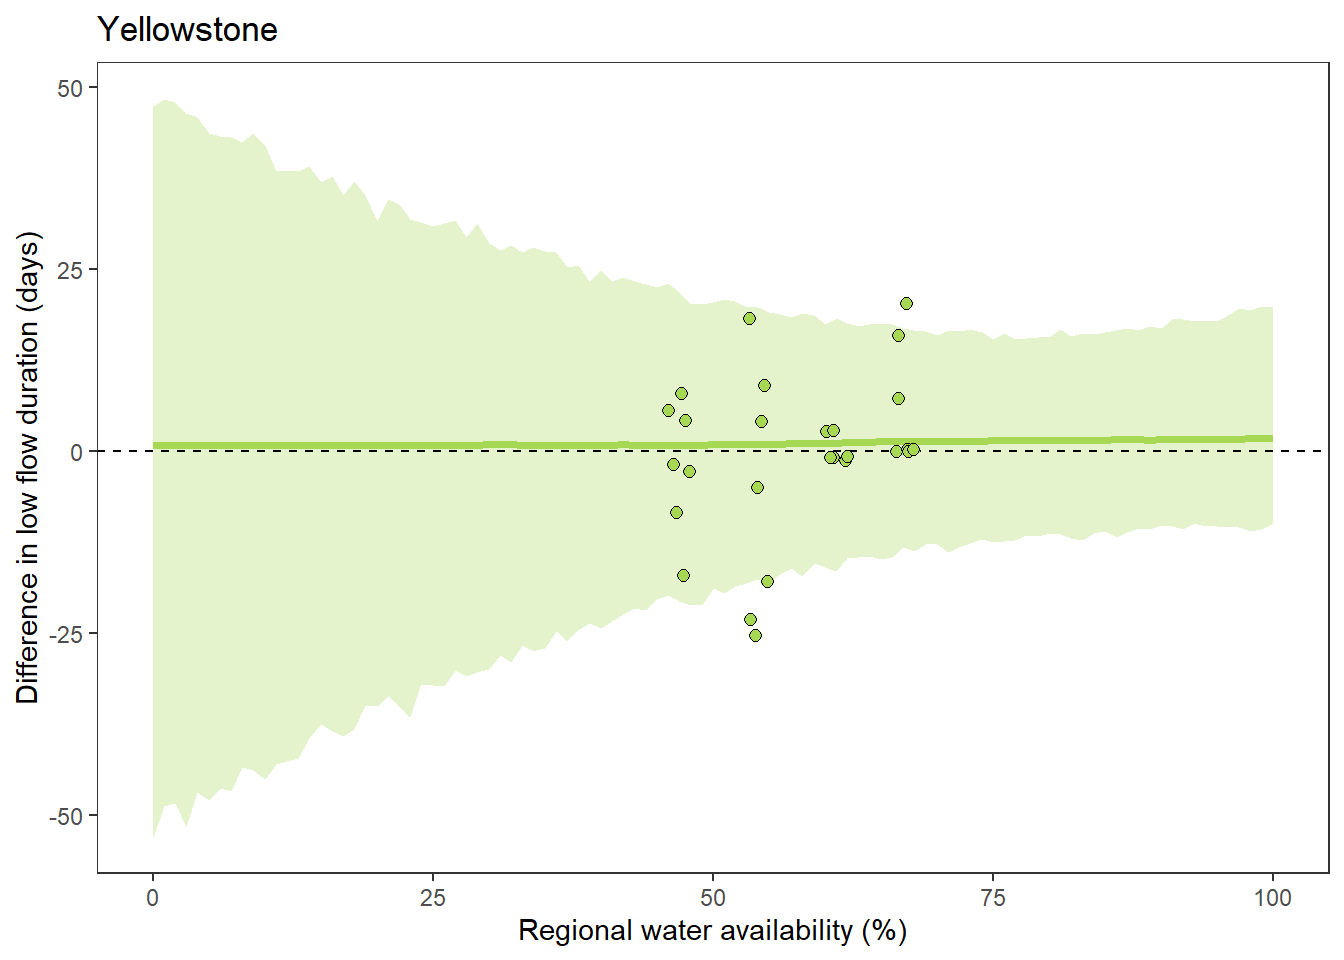 Yellowstone
50
25
0
-25
-50
Difference in low flow duration (days)
0 25 50 75 100
Regional water availability (%)